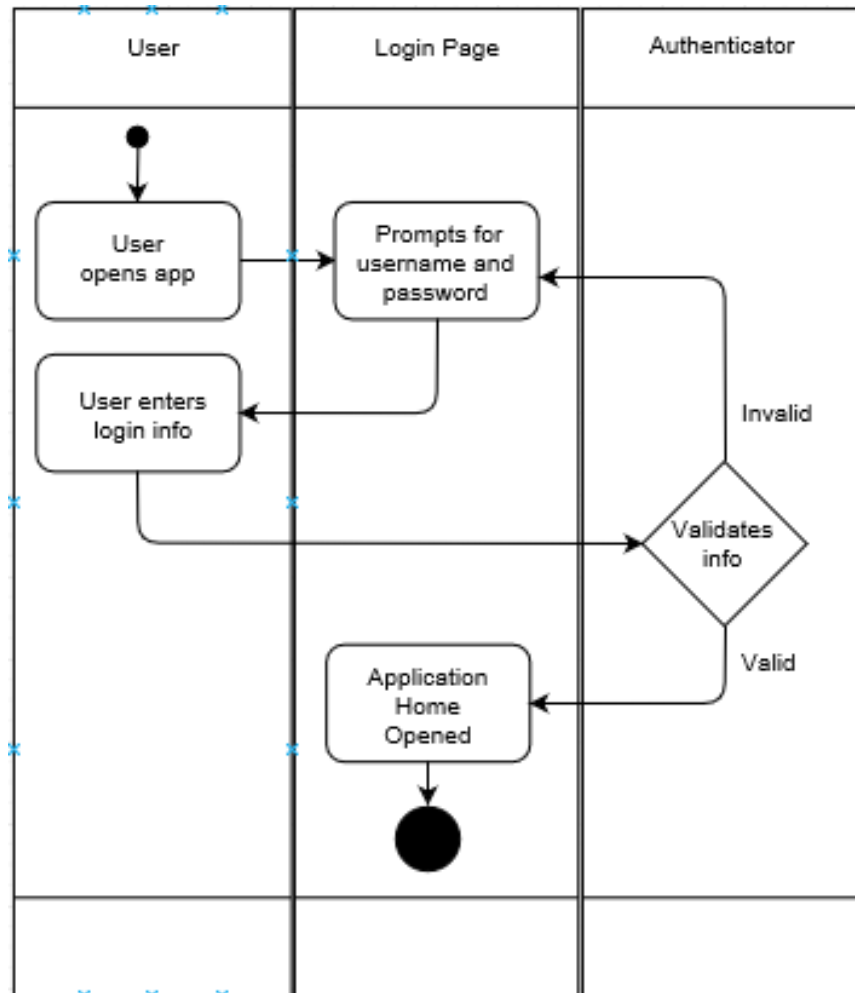 User
Login Page
Authenticator
User
opens app
Prompts for
username and
password
User enters
login info
Invalid
Validates
info
Valid
Application
Home
Opened